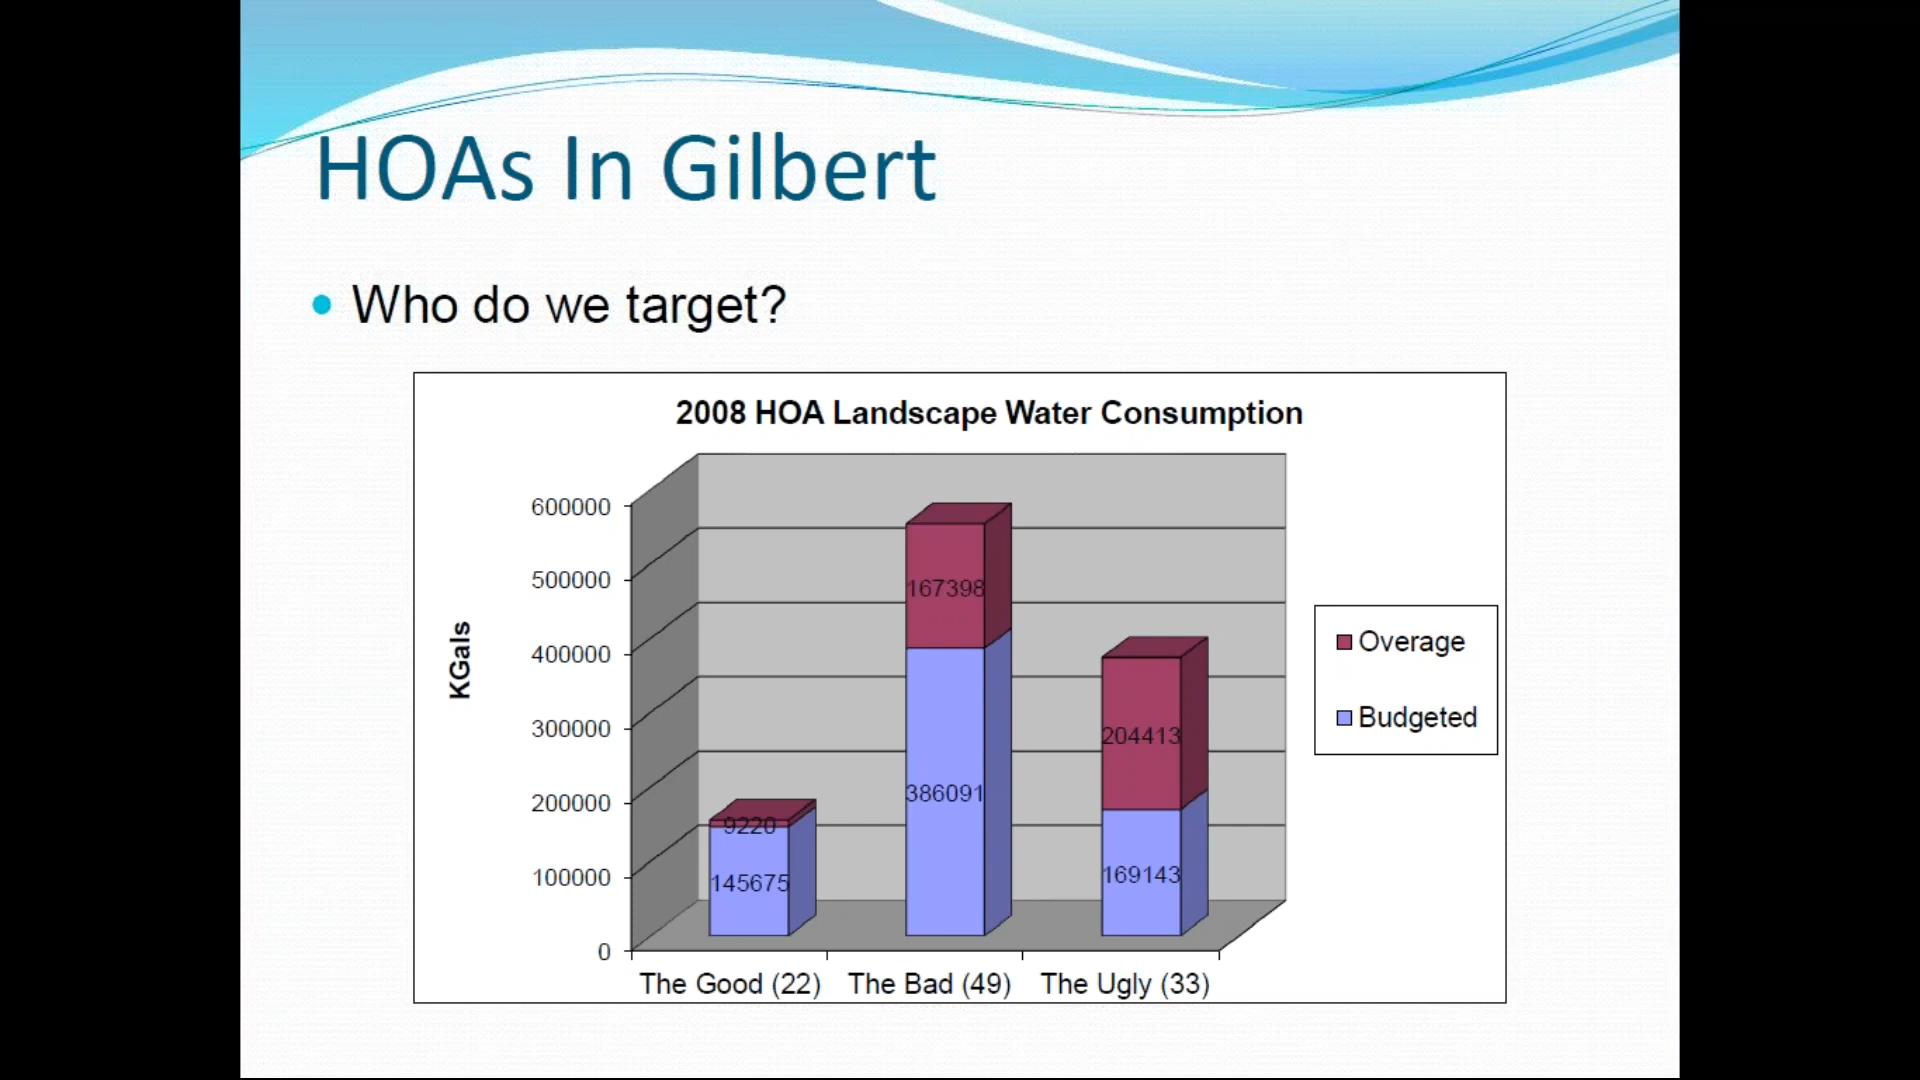 HOAs In Gilbert
Who do we target?
2008 HOA Landscape Water Consumption
600000
500000
400000
300000
200000
100000
0
KGals
167398
386091
204413
169143
9220
145675
The Good (22)
The Bad (49)
The Ugly (33)
Overage
Budgeted